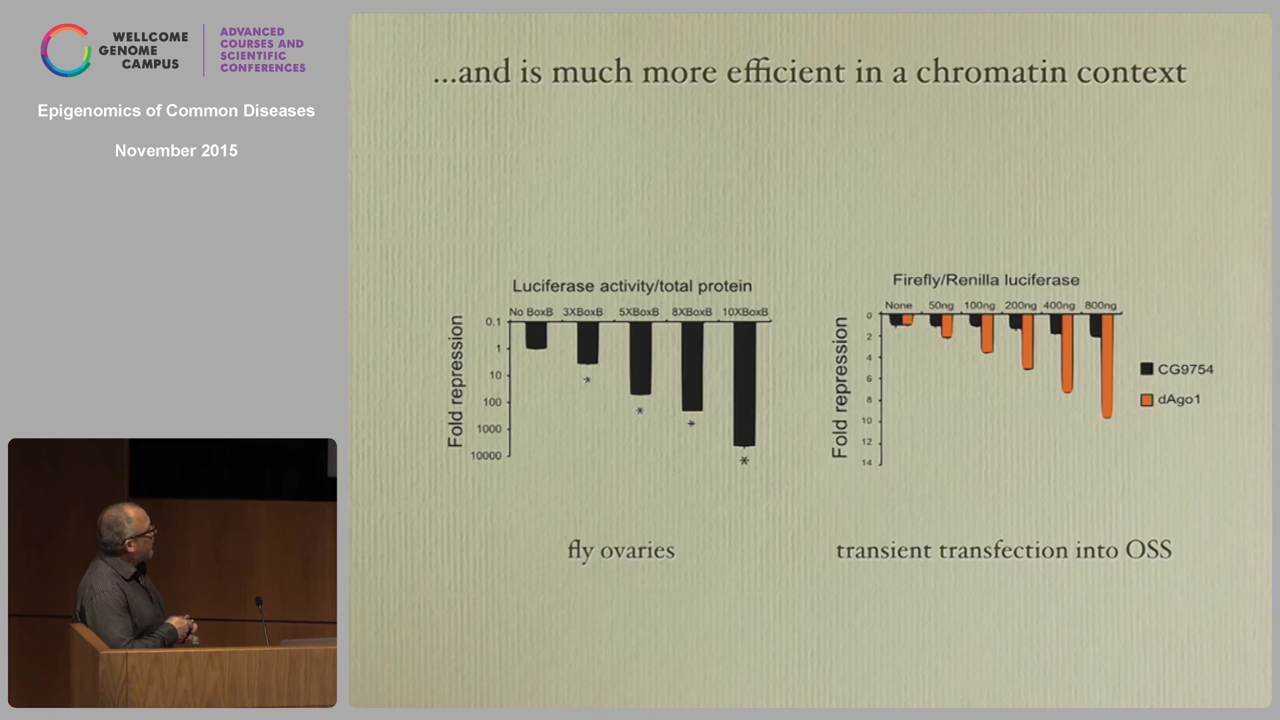 WELLCOME
GENOME
CAMPUS
ADVANCED
COURSES AND
SCIENTIFIC
CONFERENCES
Epigenomics of Common Diseases
November 2015
...and is much more efficient in a chromatin context
Luciferase activity/total protein
No BoxB 3XBoxB 5XBoxB 8XBoxB 10XBoxB
Fold repression
0.1
1
10
100
1000
10000
* * * * *
fly ovaries
Firefly/Renilla luciferase
None 50ng 100ng 200ng 400ng 800ng
Fold repression
0
2
4
6
8
10
12
14
CG9754
dAgo1
transient transfection into OSS